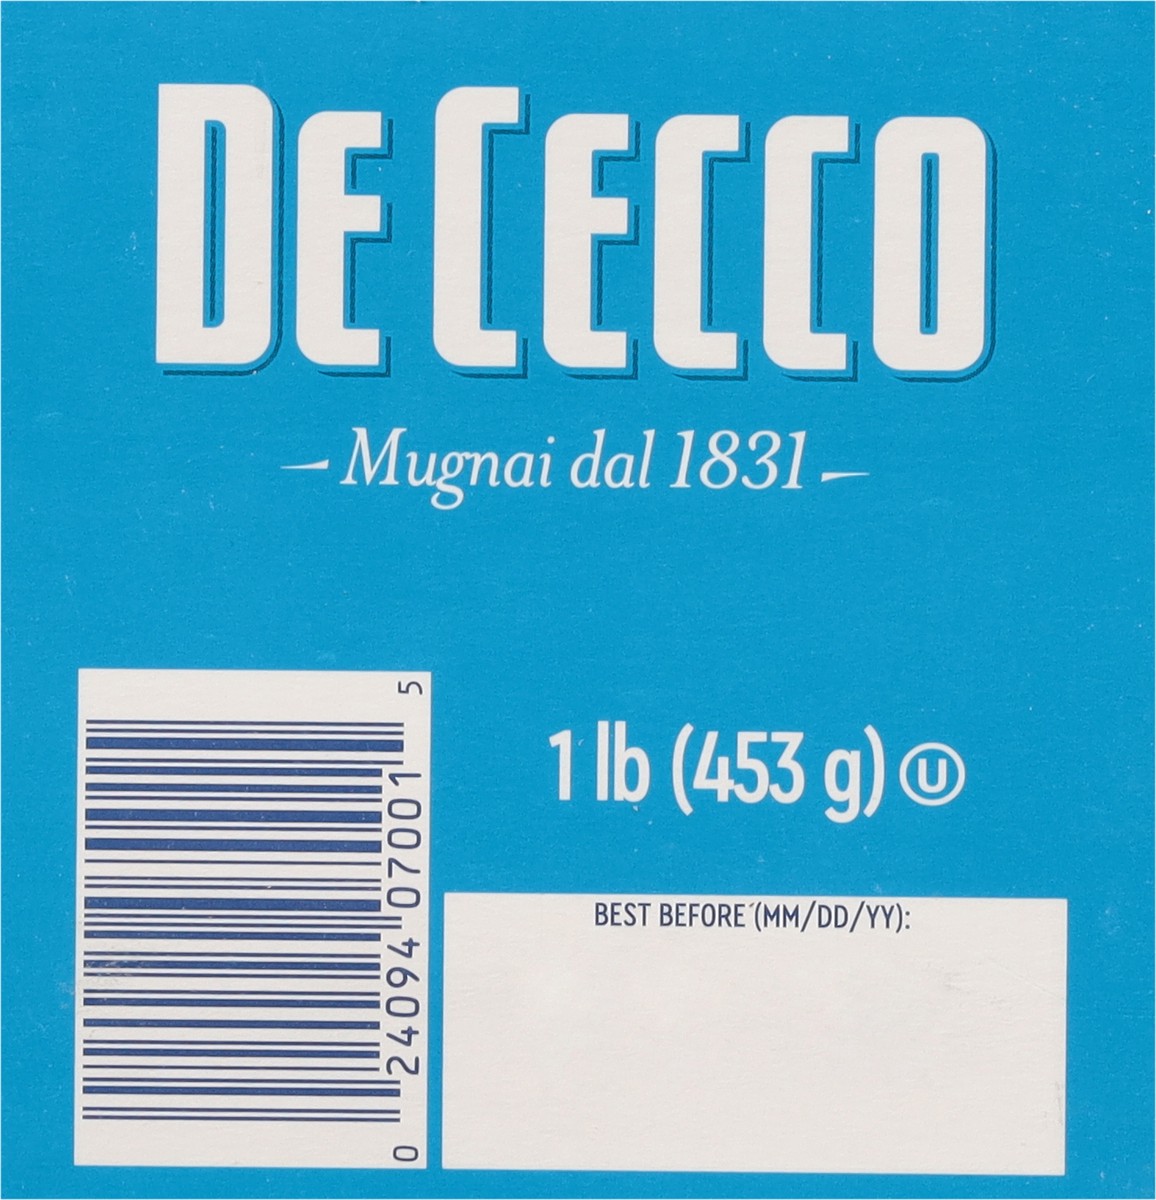 DE CECCO
Mugnai dal 1831
1 lb (453 g) U
BEST BEFORE (MM/DD/YY):
0 24094 07001 5